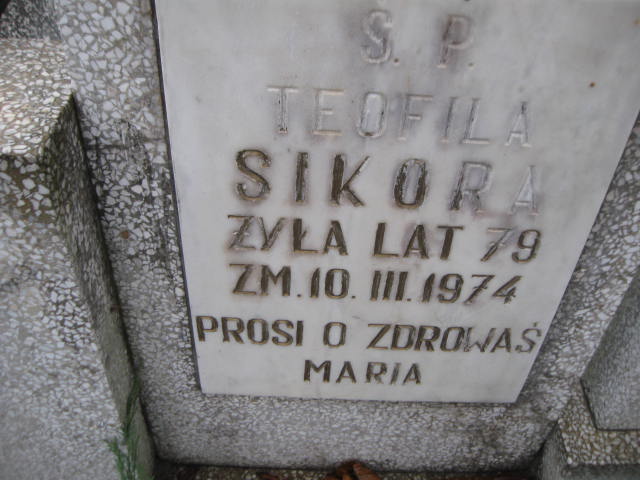 Ś. P.
TEOFILA
SIKORA
ŻYŁA LAT 79
ZM. 10. III. 1974
PROSI O ZDROWAŚ
MARIA